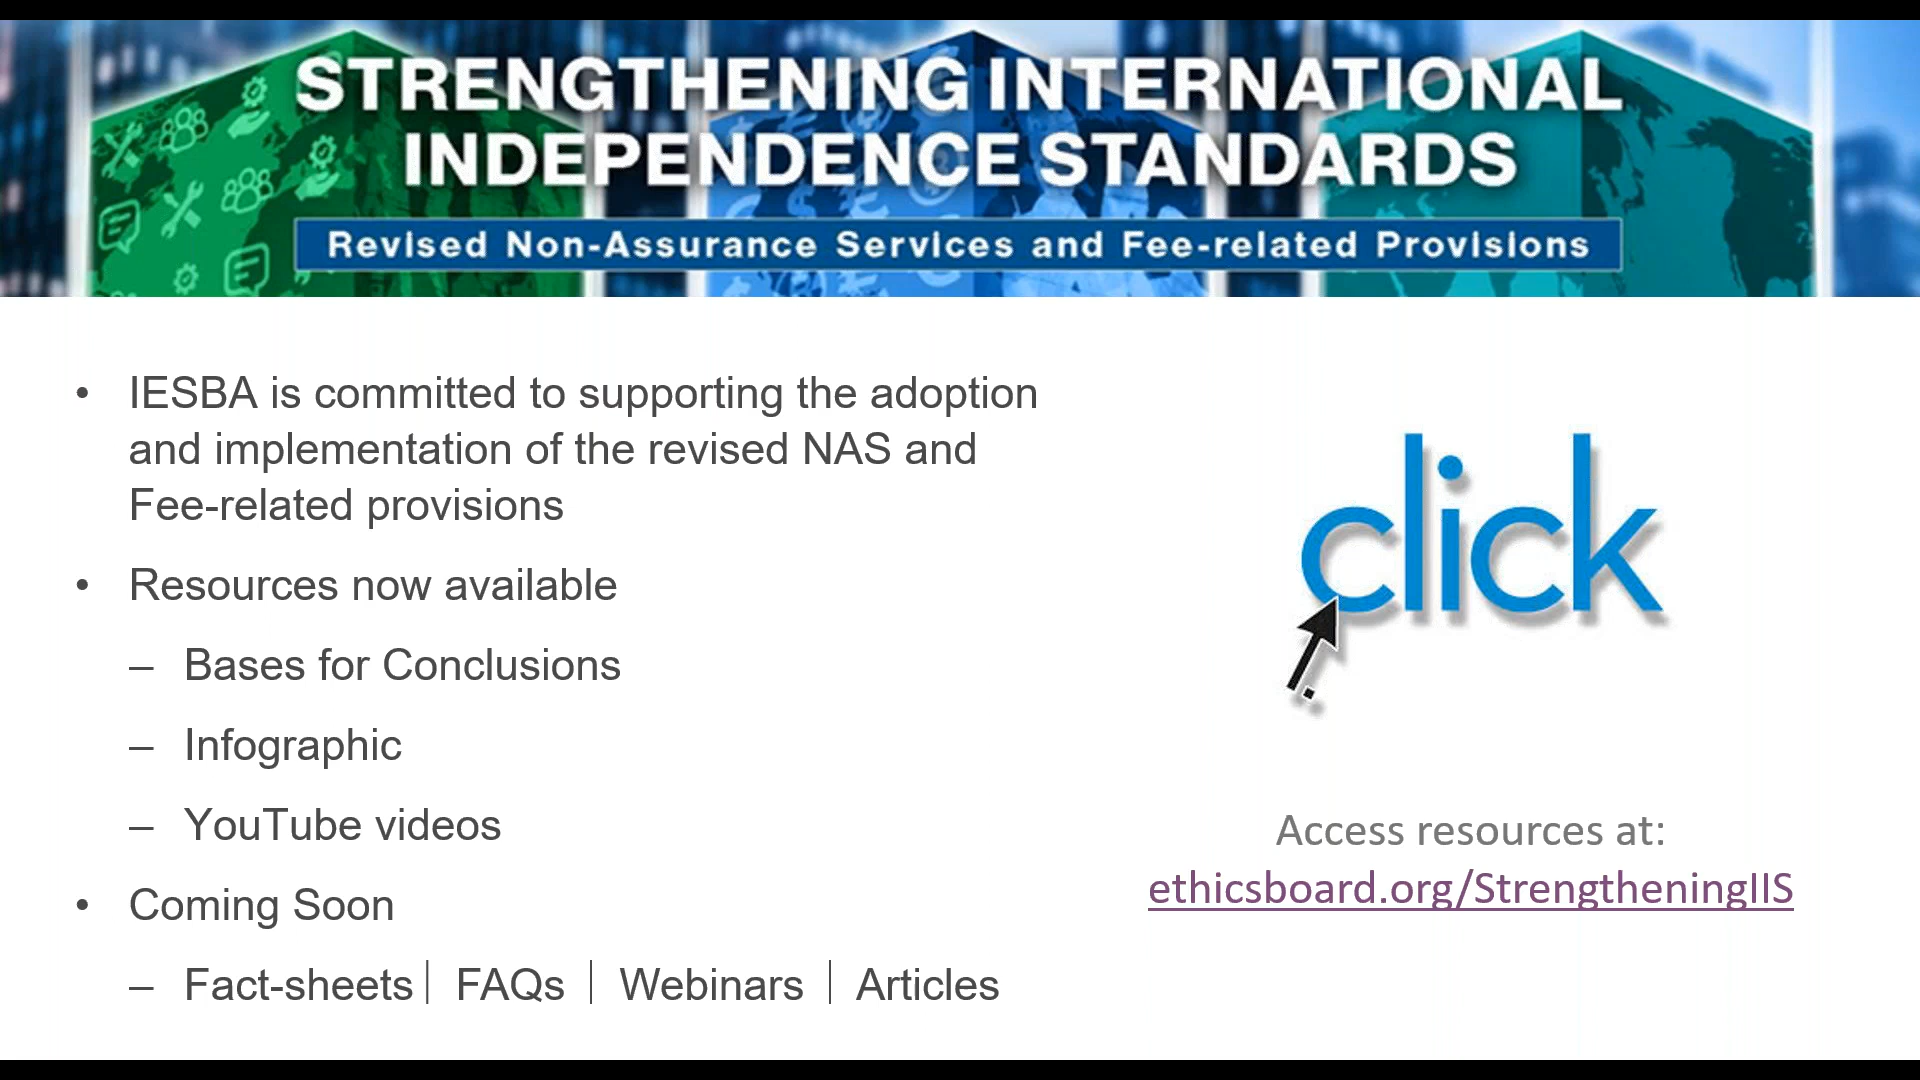 STRENGTHENING INTERNATIONAL
INDEPENDENCE STANDARDS
Revised Non-Assurance Services and Fee-related Provisions
• IESBA is committed to supporting the adoption
and implementation of the revised NAS and
Fee-related provisions
• Resources now available
– Bases for Conclusions
– Infographic
– YouTube videos
• Coming Soon
– Fact-sheets | FAQs | Webinars | Articles
click
Access resources at:
ethicsboard.org/StrengtheningIIS